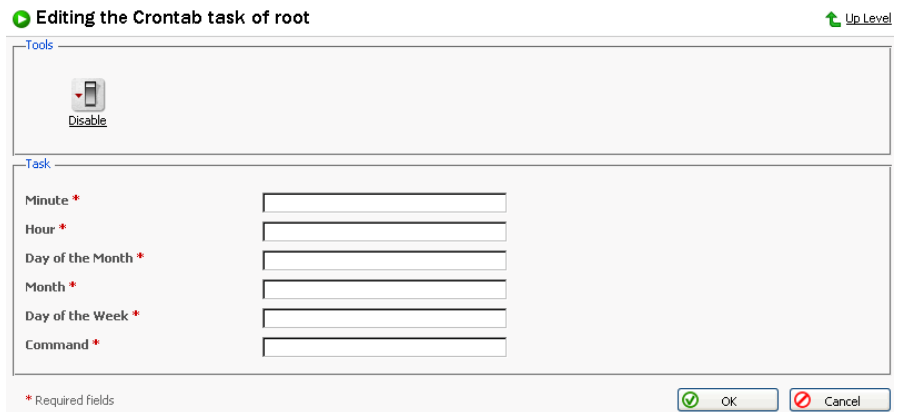 Editing the Crontab task of root
Up Level
Tools
Disable
Task
Minute *
Hour *
Day of the Month *
Month *
Day of the Week *
Command *
* Required fields
OK
Cancel